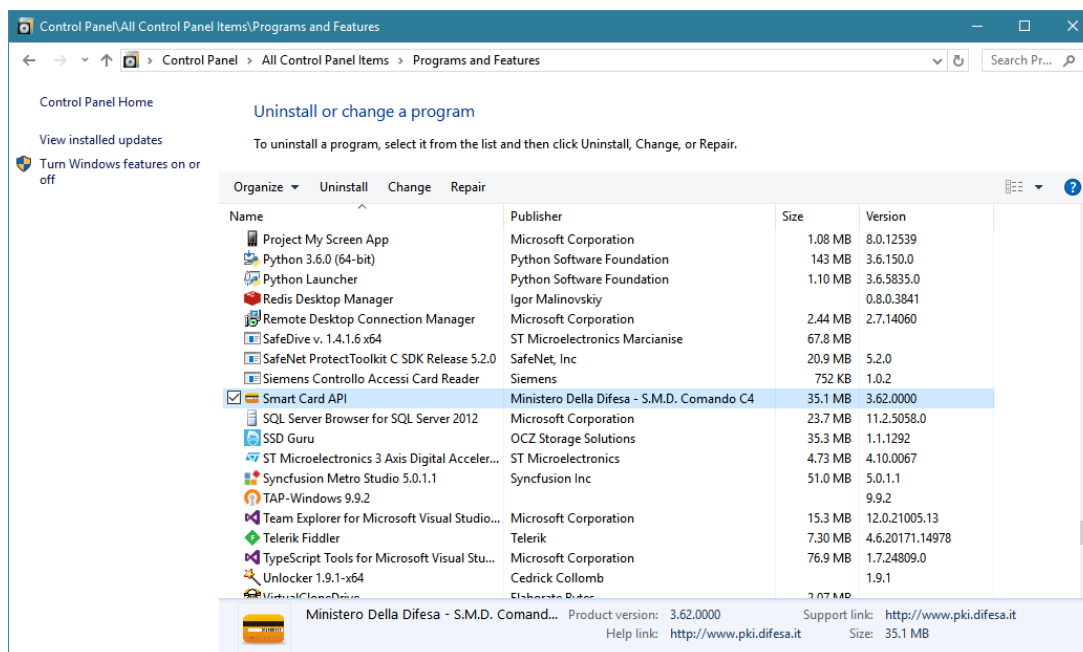 Control Panel\All Control Panel Items\Programs and Features
Control Panel > All Control Panel Items > Programs and Features Search Pr...
Control Panel Home
View installed updates
Turn Windows features on or
off
Uninstall or change a program
To uninstall a program, select it from the list and then click Uninstall, Change, or Repair.
Organize Uninstall Change Repair
Name Publisher Size Version
Project My Screen App Microsoft Corporation 1.08 MB 8.0.12539
Python 3.6.0 (64-bit) Python Software Foundation 143 MB 3.6.150.0
Python Launcher Python Software Foundation 1.10 MB 3.6.5835.0
Redis Desktop Manager Igor Malinovskiy 0.8.0.3841
Remote Desktop Connection Manager Microsoft Corporation 2.44 MB 2.7.14060
SafeDive v. 1.4.1.6 x64 ST Microelectronics Marcianise 67.8 MB
SafeNet ProtectToolkit C SDK Release 5.2.0 SafeNet, Inc 20.9 MB 5.2.0
Siemens Controllo Accessi Card Reader Siemens 752 KB 1.0.2
Smart Card API Ministero Della Difesa - S.M.D. Comando C4 35.1 MB 3.62.0000
SQL Server Browser for SQL Server 2012 Microsoft Corporation 23.7 MB 11.2.5058.0
SSD Guru OCZ Storage Solutions 35.3 MB 1.1.1292
ST Microelectronics 3 Axis Digital Acceler... ST Microelectronics 4.73 MB 4.10.0067
Syncfusion Metro Studio 5.0.1.1 Syncfusion Inc 51.0 MB 5.0.1.1
TAP-Windows 9.9.2 9.9.2
Team Explorer for Microsoft Visual Studio... Microsoft Corporation 15.3 MB 12.0.21005.13
Telerik Fiddler Telerik 7.30 MB 4.6.20171.14978
TypeScript Tools for Microsoft Visual Stu... Microsoft Corporation 76.9 MB 1.7.24809.0
Unlocker 1.9.1-x64 Cedrick Collomb 1.9.1
VirtualCloneDrive Elaborate Bytes 2.07 MB
Ministero Della Difesa - S.M.D. Comand... Product version: 3.62.0000 Support link: http://www.pki.difesa.it
Help link: http://www.pki.difesa.it Size: 35.1 MB